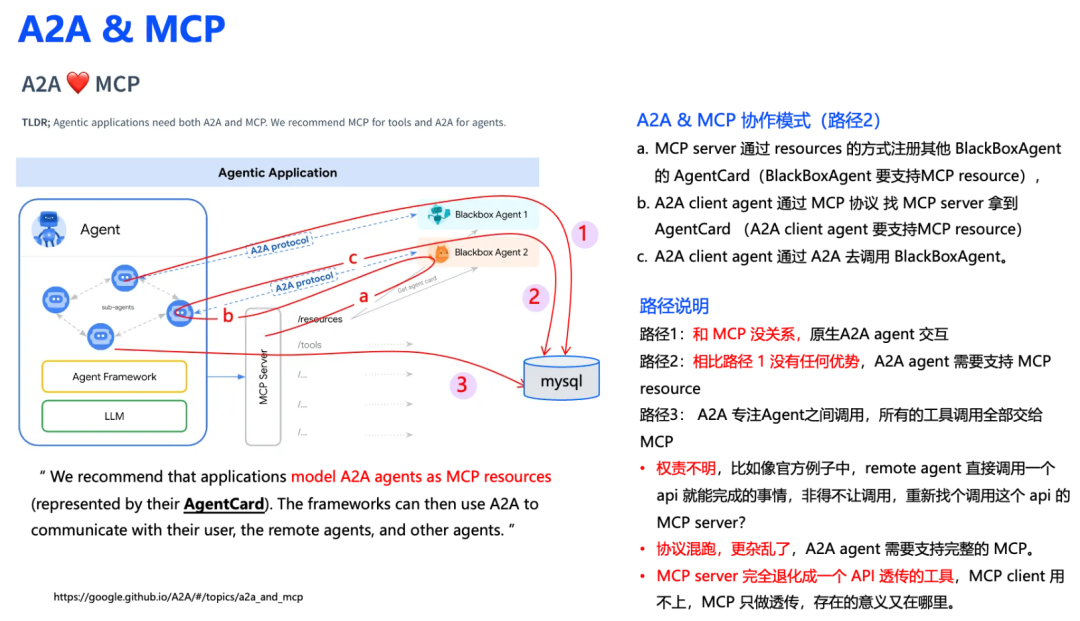 A2A & MCP
A2A ❤️ MCP
TLDR; Agentic applications need both A2A and MCP. We recommend MCP for tools and A2A for agents.
Agentic Application
Agent
sub-agents
Agent Framework
LLM
A2A protocol
A2A protocol
Blackbox Agent 1
Blackbox Agent 2
Get agent card
a
b
c
1
2
3
MCP Server
/resources
/tools
/...
/...
/...
mysql
“ We recommend that applications model A2A agents as MCP resources
(represented by their AgentCard). The frameworks can then use A2A to
communicate with their user, the remote agents, and other agents. “
https://google.github.io/A2A/#/topics/a2a_and_mcp
A2A & MCP 协作模式（路径2）
a. MCP server 通过 resources 的方式注册其他 BlackBoxAgent
的 AgentCard（BlackBoxAgent 要支持MCP resource），
b. A2A client agent 通过 MCP 协议 找 MCP server 拿到
AgentCard （A2A client agent 要支持MCP resource）
c. A2A client agent 通过 A2A 去调用 BlackBoxAgent。
路径说明
路径1：和 MCP 没关系，原生A2A agent 交互
路径2：相比路径 1 没有任何优势，A2A agent 需要支持 MCP
resource
路径3： A2A 专注Agent之间调用，所有的工具调用全部交给
MCP
• 权责不明，比如像官方例子中，remote agent 直接调用一个
api 就能完成的事情，非得不让调用，重新找个调用这个 api 的
MCP server?
• 协议混跑，更杂乱了，A2A agent 需要支持完整的 MCP。
• MCP server 完全退化成一个 API 透传的工具，MCP client 用
不上，MCP 只做透传，存在的意义又在哪里。